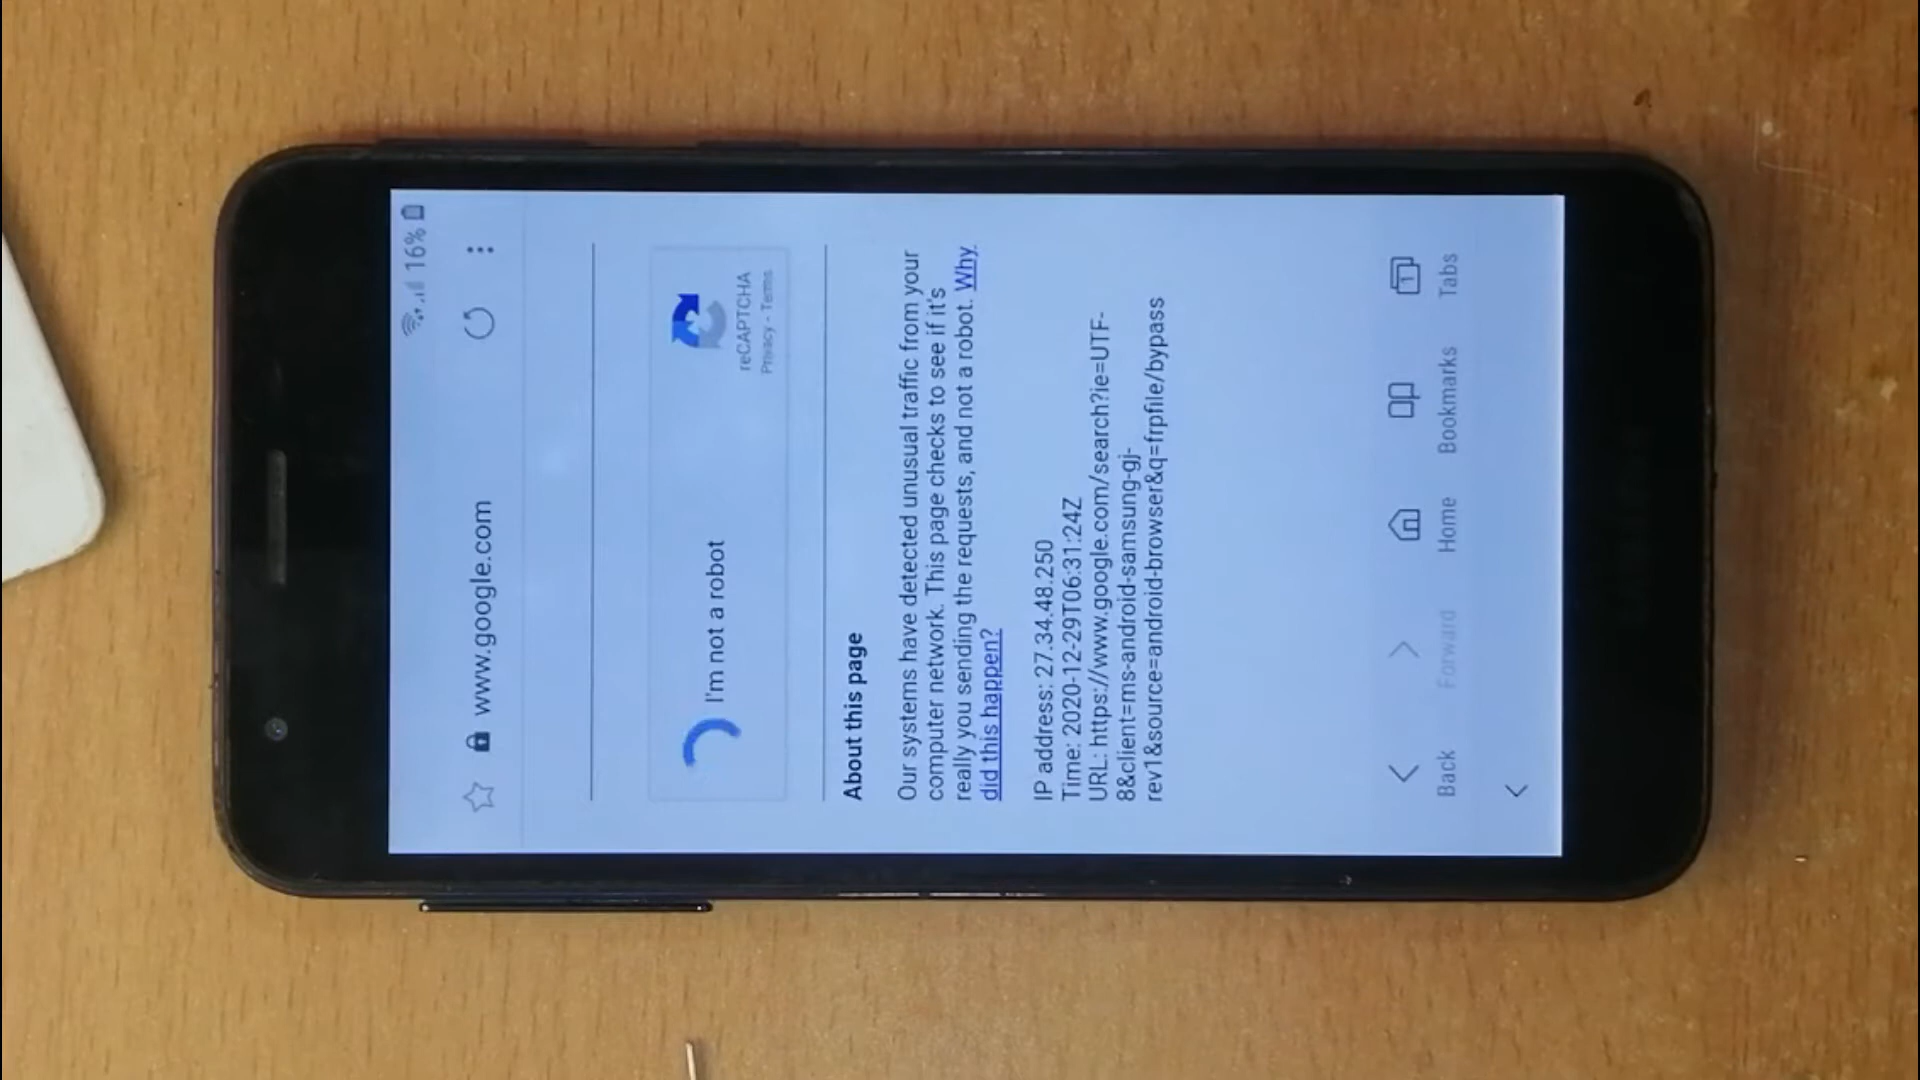 16%
www.google.com
I'm not a robot
reCAPTCHA
Privacy - Terms
About this page
Our systems have detected unusual traffic from your
computer network. This page checks to see if it's
really you sending the requests, and not a robot. Why
did this happen?
IP address: 27.34.48.250
Time: 2020-12-29T06:31:24Z
URL: https://www.google.com/search?ie=UTF-
8&client=ms-android-samsung-gj-
rev1&source=android-browser&q=frpfile/bypass
1
Back Forward Home Bookmarks Tabs